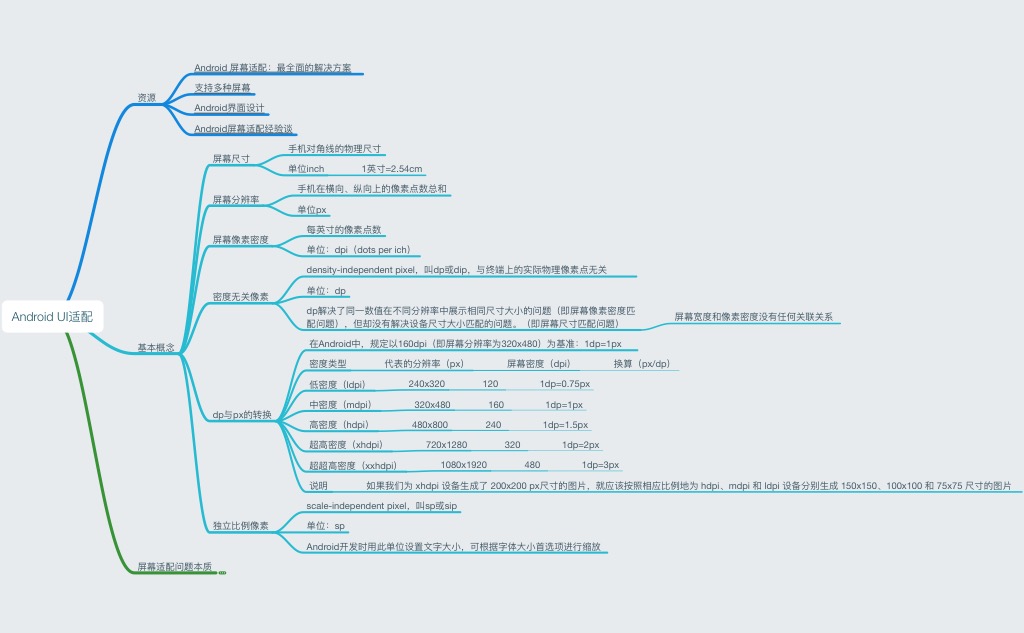 Android UI适配
资源
Android 屏幕适配：最全面的解决方案
支持多种屏幕
Android界面设计
Android屏幕适配经验谈
基本概念
屏幕尺寸
手机对角线的物理尺寸
单位inch 1英寸=2.54cm
屏幕分辨率
手机在横向、纵向上的像素点数总和
单位px
屏幕像素密度
每英寸的像素点数
单位：dpi（dots per ich）
密度无关像素
density-independent pixel，叫dp或dip，与终端上的实际物理像素点无关
单位：dp
dp解决了同一数值在不同分辨率中展示相同尺寸大小的问题（即屏幕像素密度匹
配问题），但却没有解决设备尺寸大小匹配的问题。（即屏幕尺寸匹配问题）
屏幕宽度和像素密度没有任何关联关系
dp与px的转换
在Android中，规定以160dpi（即屏幕分辨率为320x480）为基准：1dp=1px
密度类型 代表的分辨率（px） 屏幕密度（dpi） 换算（px/dp）
低密度（ldpi） 240x320 120 1dp=0.75px
中密度（mdpi） 320x480 160 1dp=1px
高密度（hdpi） 480x800 240 1dp=1.5px
超高密度（xhdpi） 720x1280 320 1dp=2px
超超高密度（xxhdpi） 1080x1920 480 1dp=3px
说明 如果我们为 xhdpi 设备生成了 200x200 px尺寸的图片，就应该按照相应比例地为 hdpi、mdpi 和 ldpi 设备分别生成 150x150、100x100 和 75x75 尺寸的图片
独立比例像素
scale-independent pixel，叫sp或sip
单位：sp
Android开发时用此单位设置文字大小，可根据字体大小首选项进行缩放
屏幕适配问题本质